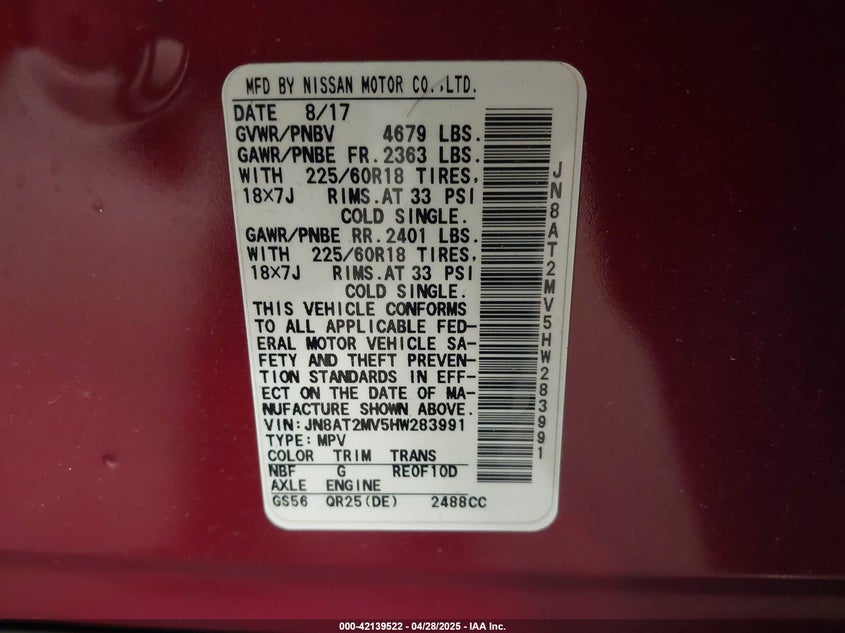 MFD BY NISSAN MOTOR CO.,LTD.
DATE 8/17
GVWR/PNBV 4679 LBS.
GAWR/PNBE FR. 2363 LBS.
WITH 225/60R18 TIRES,
18×7J RIMS.AT 33 PSI
COLD SINGLE.
GAWR/PNBE RR. 2401 LBS.
WITH 225/60R18 TIRES,
18×7J RIMS.AT 33 PSI
COLD SINGLE.
THIS VEHICLE CONFORMS
TO ALL APPLICABLE FED-
ERAL MOTOR VEHICLE SA-
FETY AND THEFT PREVEN-
TION STANDARDS IN EFF-
ECT ON THE DATE OF MA-
NUFACTURE SHOWN ABOVE.
VIN:JN8AT2MV5HW283991
TYPE:MPV
COLOR TRIM TRANS
NBF G RE0F10D
AXLE ENGINE
GS56 QR25(DE) 2488CC
JN8AT2MV5HW283991
000-42139522 / 04/28/2025 - IAA Inc.